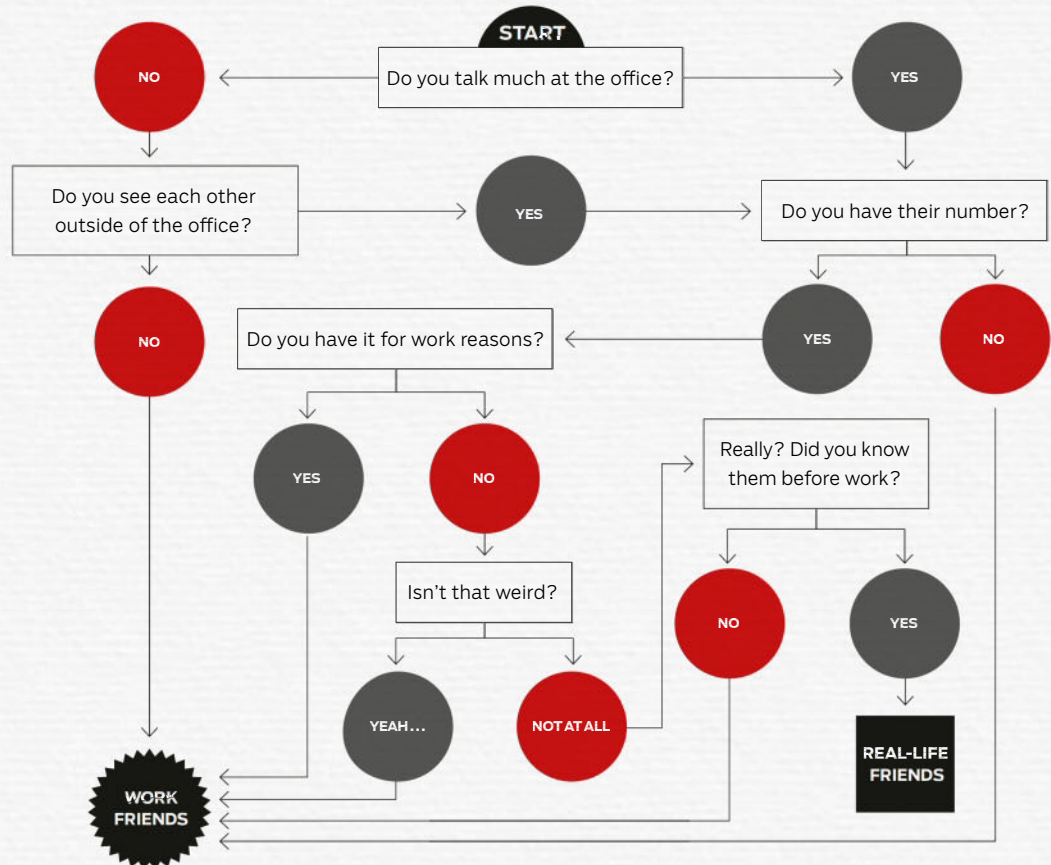 START
Do you talk much at the office?
NO
YES
Do you see each other
outside of the office?
YES
Do you have their number?
NO
Do you have it for work reasons?
YES
NO
YES
NO
Really? Did you know
them before work?
Isn't that weird?
NO
YES
YEAH...
NOT AT ALL
REAL-LIFE
FRIENDS
WORK
FRIENDS